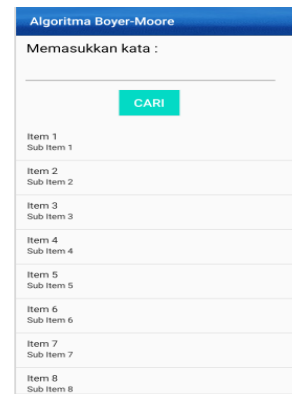 Algoritma Boyer-Moore
Memasukkan kata :
CARI
Item 1
Sub Item 1
Item 2
Sub Item 2
Item 3
Sub Item 3
Item 4
Sub Item 4
Item 5
Sub Item 5
Item 6
Sub Item 6
Item 7
Sub Item 7
Item 8
Sub Item 8